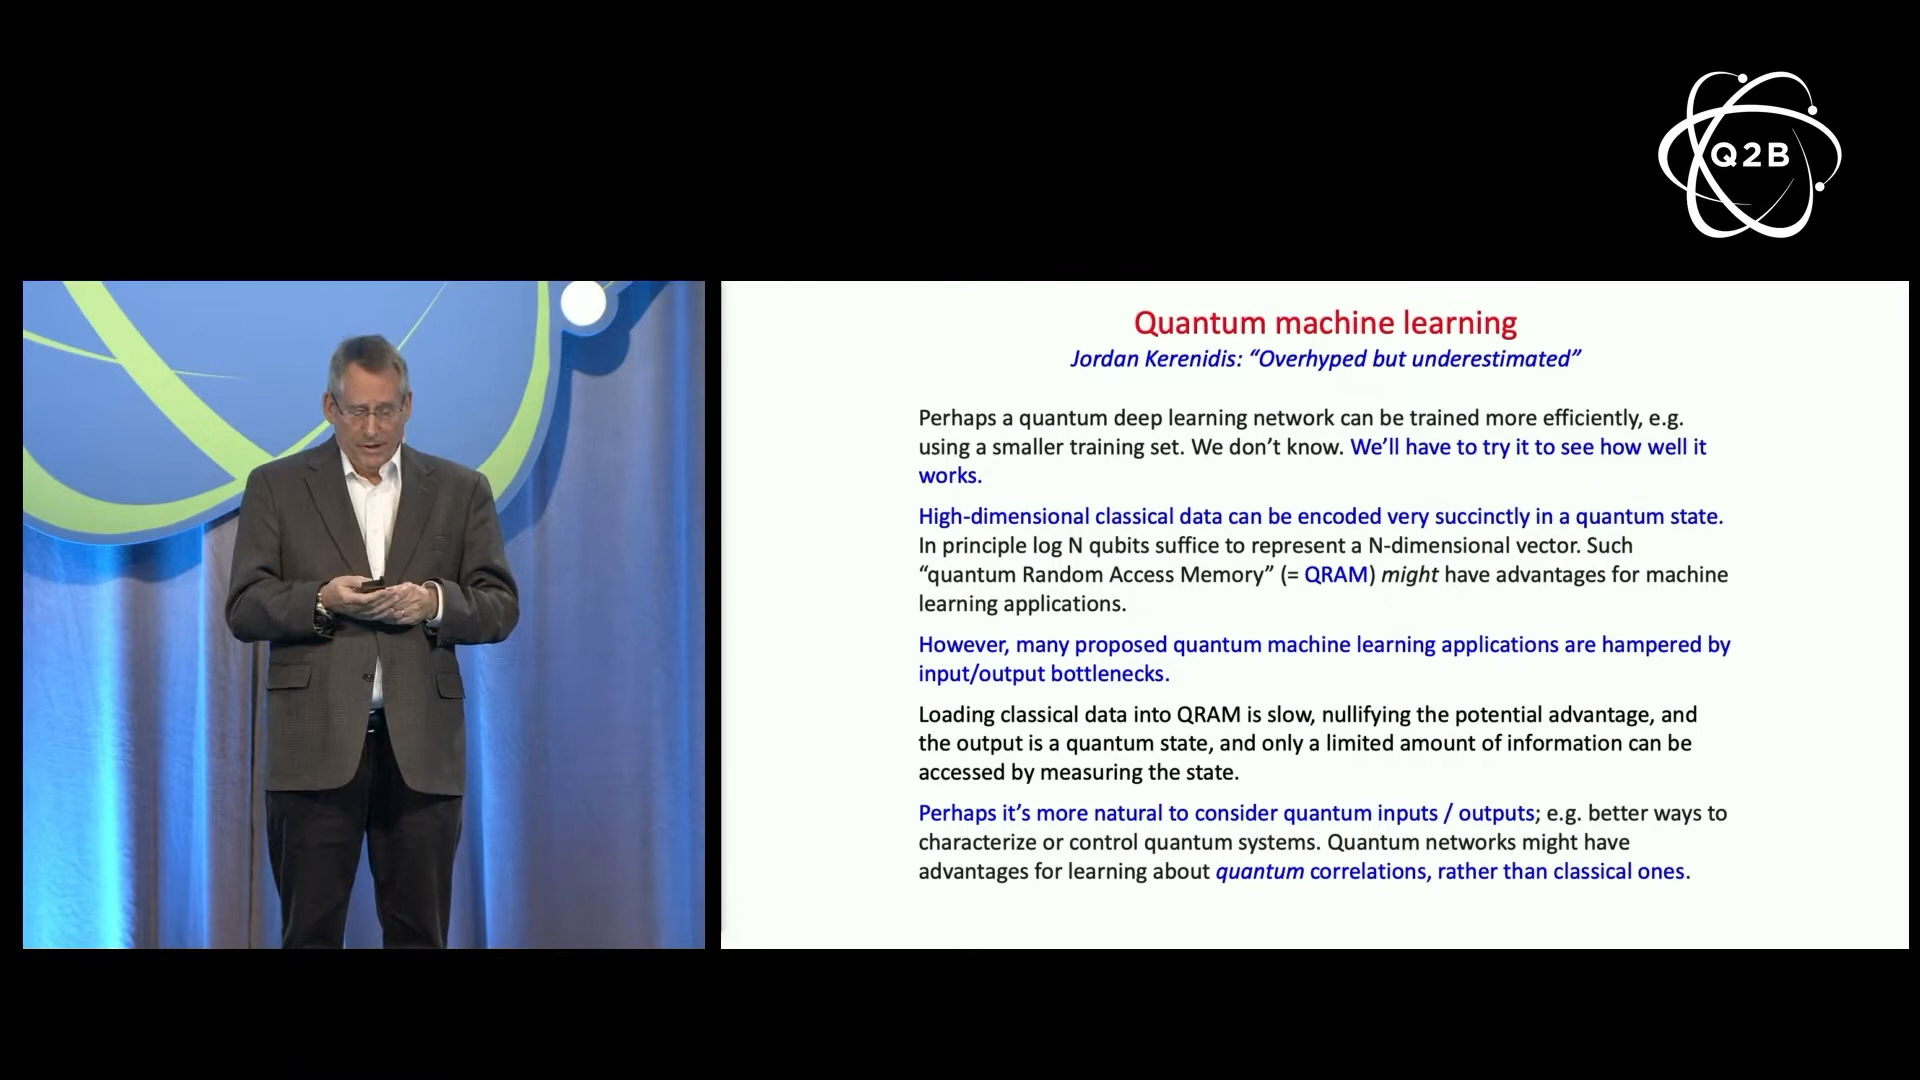 Q2B
Quantum machine learning
Jordan Kerenidis: “Overhyped but underestimated”
Perhaps a quantum deep learning network can be trained more efficiently, e.g.
using a smaller training set. We don’t know. We’ll have to try it to see how well it
works.
High-dimensional classical data can be encoded very succinctly in a quantum state.
In principle log N qubits suffice to represent a N-dimensional vector. Such
“quantum Random Access Memory” (= QRAM) might have advantages for machine
learning applications.
However, many proposed quantum machine learning applications are hampered by
input/output bottlenecks.
Loading classical data into QRAM is slow, nullifying the potential advantage, and
the output is a quantum state, and only a limited amount of information can be
accessed by measuring the state.
Perhaps it’s more natural to consider quantum inputs / outputs; e.g. better ways to
characterize or control quantum systems. Quantum networks might have
advantages for learning about quantum correlations, rather than classical ones.